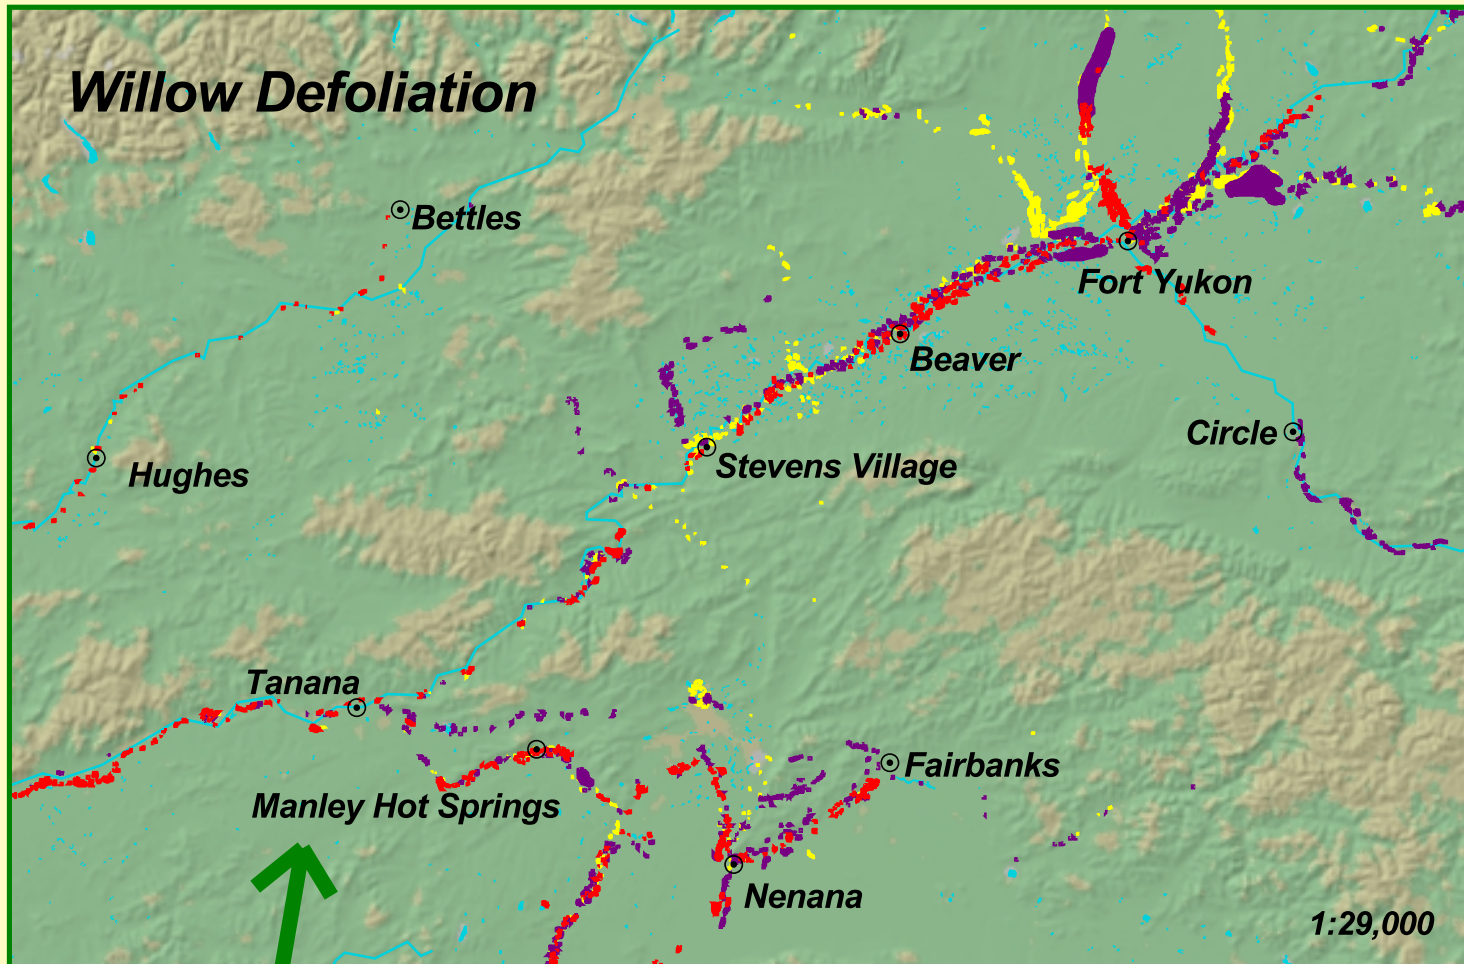 Willow Defoliation
Bettles
Fort Yukon
Beaver
Circle
Stevens Village
Hughes
Tanana
Fairbanks
Manley Hot Springs
Nenana
1:29,000